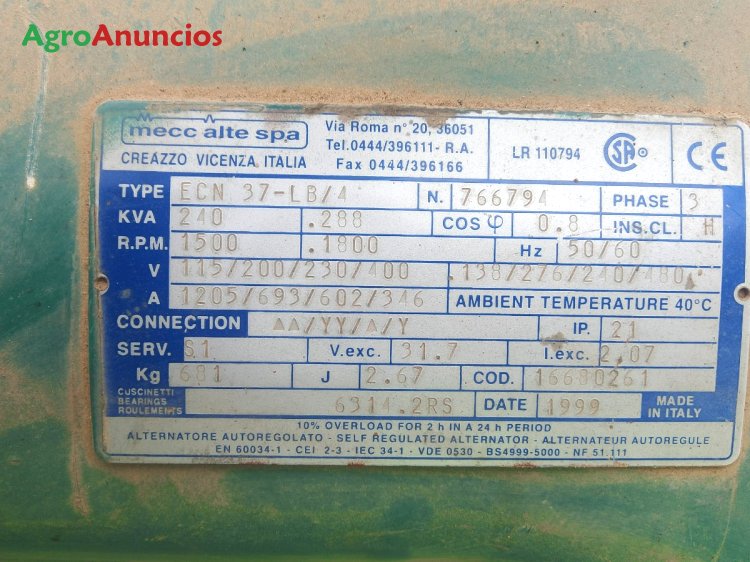 AgroAnuncios
mecc alte spa
CREAZZO VICENZA ITALIA
Via Roma n° 20, 36051
Tel.0444/396111- R.A.
Fax 0444/396166
LR 110794
SA
CE
TYPE ECN 37-LB/4 N. 766794 PHASE 3
KVA 240 .288 COS φ 0.8 INS.CL. H
R.P.M. 1500 .1800 Hz 50/60
V 115/200/230/400 .138/276/240/480
A 1205/693/602/346 AMBIENT TEMPERATURE 40°C
CONNECTION ΔΔ/YY/Δ/Y IP. 21
SERV. S1 V.exc. 31.7 I.exc. 2.07
Kg 681 J 2.67 COD. 16680261
CUSCINETTI
BEARINGS
ROULEMENTS
6314.2RS DATE 1999 MADE
IN ITALY
10% OVERLOAD FOR 2 h IN A 24 h PERIOD
ALTERNATORE AUTOREGOLATO - SELF REGULATED ALTERNATOR - ALTERNATEUR AUTOREGULE
EN 60034-1 - CEI 2-3 - IEC 34-1 - VDE 0530 - BS4999-5000 - NF 51.111